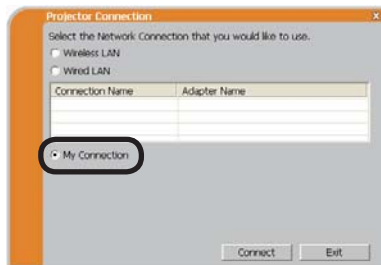 Projector Connection
Select the Network Connection that you would like to use.
Wireless LAN
Wired LAN
Connection Name Adapter Name
My Connection
Connect Exit